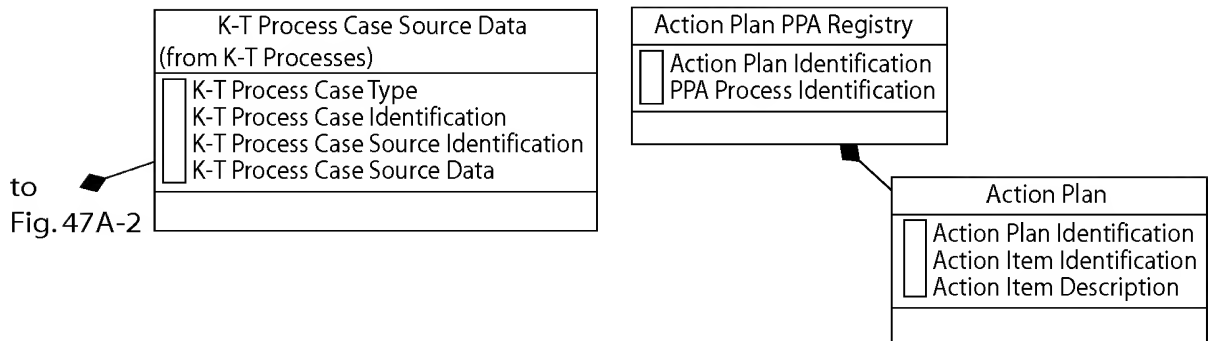 K-T Process Case Source Data
(from K-T Processes)
K-T Process Case Type
K-T Process Case Identification
K-T Process Case Source Identification
K-T Process Case Source Data
to
Fig. 47A-2
Action Plan PPA Registry
Action Plan Identification
PPA Process Identification
Action Plan
Action Plan Identification
Action Item Identification
Action Item Description